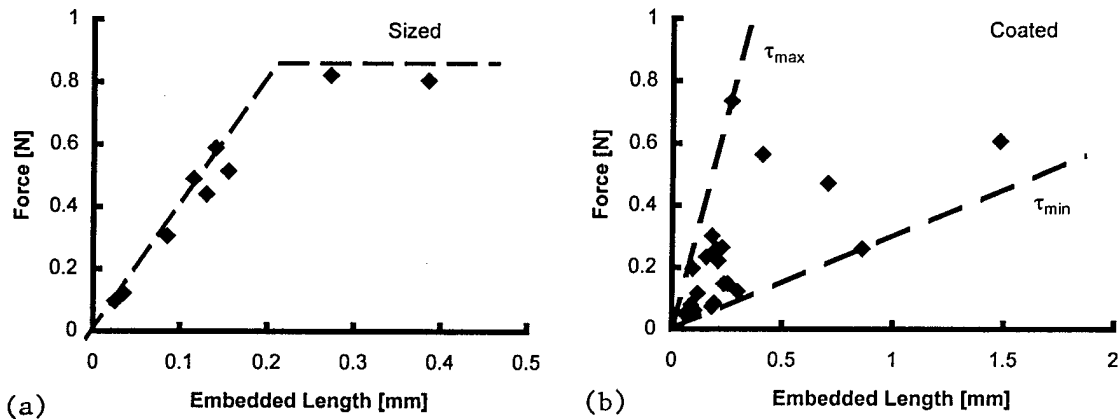 1
0.8
0.6
0.4
0.2
0
Force [N]
Sized
0
0.1
0.2
0.3
0.4
0.5
Embedded Length [mm]
(a)
1
0.8
0.6
0.4
0.2
0
Force [N]
Coated
τmax
τmin
0
0.5
1
1.5
2
Embedded Length [mm]
(b)